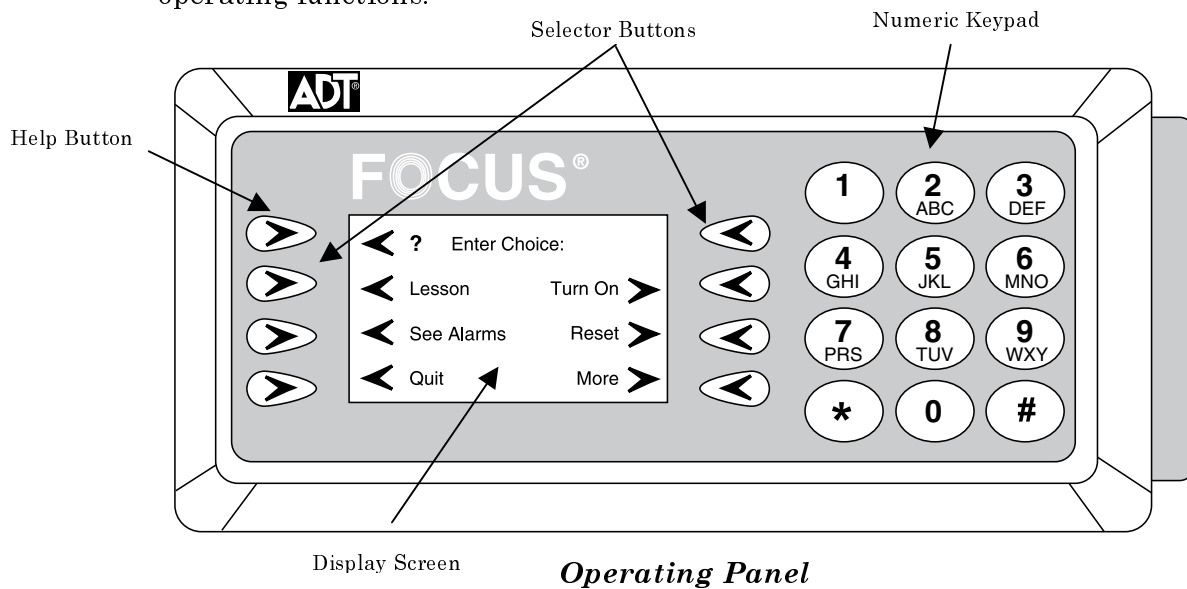 operating functions.
Selector Buttons
Numeric Keypad
ADT®
Help Button
FOCUS®
? Enter Choice:
Lesson Turn On
See Alarms Reset
Quit More
1 2 ABC 3 DEF
4 GHI 5 JKL 6 MNO
7 PRS 8 TUV 9 WXY
* 0 #
Display Screen
Operating Panel